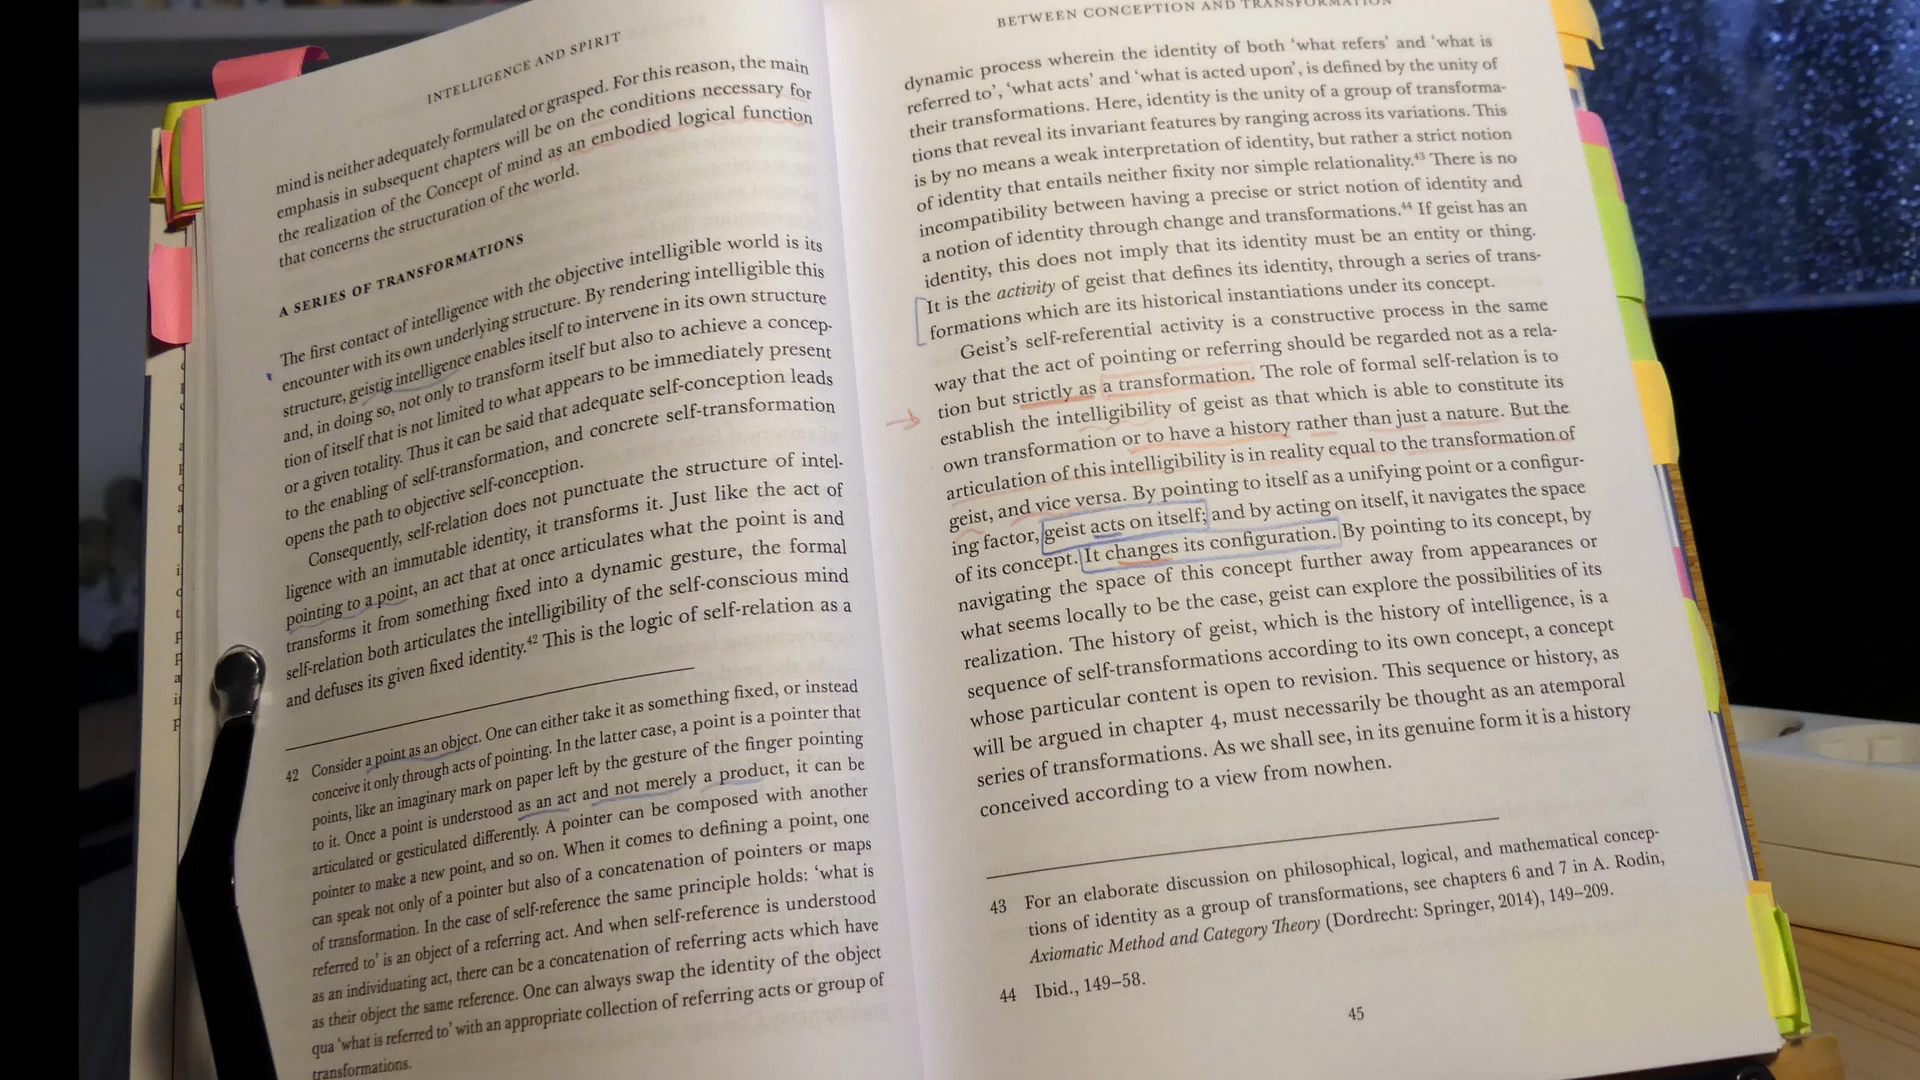 INTELLIGENCE AND SPIRIT
mind is neither adequately formulated or grasped. For this reason, the main
emphasis in subsequent chapters will be on the conditions necessary for
the realization of the Concept of mind as an embodied logical function
that concerns the structuration of the world.
A SERIES OF TRANSFORMATIONS
The first contact of intelligence with the objective intelligible world is its
encounter with its own underlying structure. By rendering intelligible this
structure, geistig intelligence enables itself to intervene in its own structure
and, in doing so, not only to transform itself but also to achieve a concep-
tion of itself that is not limited to what appears to be immediately present
or a given totality. Thus it can be said that adequate self-conception leads
to the enabling of self-transformation, and concrete self-transformation
opens the path to objective self-conception.
Consequently, self-relation does not punctuate the structure of intel-
ligence with an immutable identity, it transforms it. Just like the act of
pointing to a point, an act that at once articulates what the point is and
transforms it from something fixed into a dynamic gesture, the formal
self-relation both articulates the intelligibility of the self-conscious mind
and defuses its given fixed identity.42 This is the logic of self-relation as a
42 Consider a point as an object. One can either take it as something fixed, or instead
conceive it only through acts of pointing. In the latter case, a point is a pointer that
points, like an imaginary mark on paper left by the gesture of the finger pointing
to it. Once a point is understood as an act and not merely a product, it can be
articulated or gesticulated differently. A pointer can be composed with another
pointer to make a new point, and so on. When it comes to defining a point, one
can speak not only of a pointer but also of a concatenation of pointers or maps
of transformation. In the case of self-reference the same principle holds: ‘what is
referred to’ is an object of a referring act. And when self-reference is understood
as an individuating act, there can be a concatenation of referring acts which have
as their object the same reference. One can always swap the identity of the object
qua ‘what is referred to’ with an appropriate collection of referring acts or group of
transformations.
BETWEEN CONCEPTION AND TRANSFORMATION
dynamic process wherein the identity of both ‘what refers’ and ‘what is
referred to’, ‘what acts’ and ‘what is acted upon’, is defined by the unity of
their transformations. Here, identity is the unity of a group of transforma-
tions that reveal its invariant features by ranging across its variations. This
is by no means a weak interpretation of identity, but rather a strict notion
of identity that entails neither fixity nor simple relationality.43 There is no
incompatibility between having a precise or strict notion of identity and
a notion of identity through change and transformations.44 If geist has an
identity, this does not imply that its identity must be an entity or thing.
It is the activity of geist that defines its identity, through a series of trans-
formations which are its historical instantiations under its concept.
Geist’s self-referential activity is a constructive process in the same
way that the act of pointing or referring should be regarded not as a rela-
tion but strictly as a transformation. The role of formal self-relation is to
establish the intelligibility of geist as that which is able to constitute its
own transformation or to have a history rather than just a nature. But the
articulation of this intelligibility is in reality equal to the transformation of
geist, and vice versa. By pointing to itself as a unifying point or a configur-
ing factor, geist acts on itself; and by acting on itself, it navigates the space
of its concept. It changes its configuration. By pointing to its concept, by
navigating the space of this concept further away from appearances or
what seems locally to be the case, geist can explore the possibilities of its
realization. The history of geist, which is the history of intelligence, is a
sequence of self-transformations according to its own concept, a concept
whose particular content is open to revision. This sequence or history, as
will be argued in chapter 4, must necessarily be thought as an atemporal
series of transformations. As we shall see, in its genuine form it is a history
conceived according to a view from nowhen.
43 For an elaborate discussion on philosophical, logical, and mathematical concep-
tions of identity as a group of transformations, see chapters 6 and 7 in A. Rodin,
Axiomatic Method and Category Theory (Dordrecht: Springer, 2014), 149–209.
44 Ibid., 149–58.
45